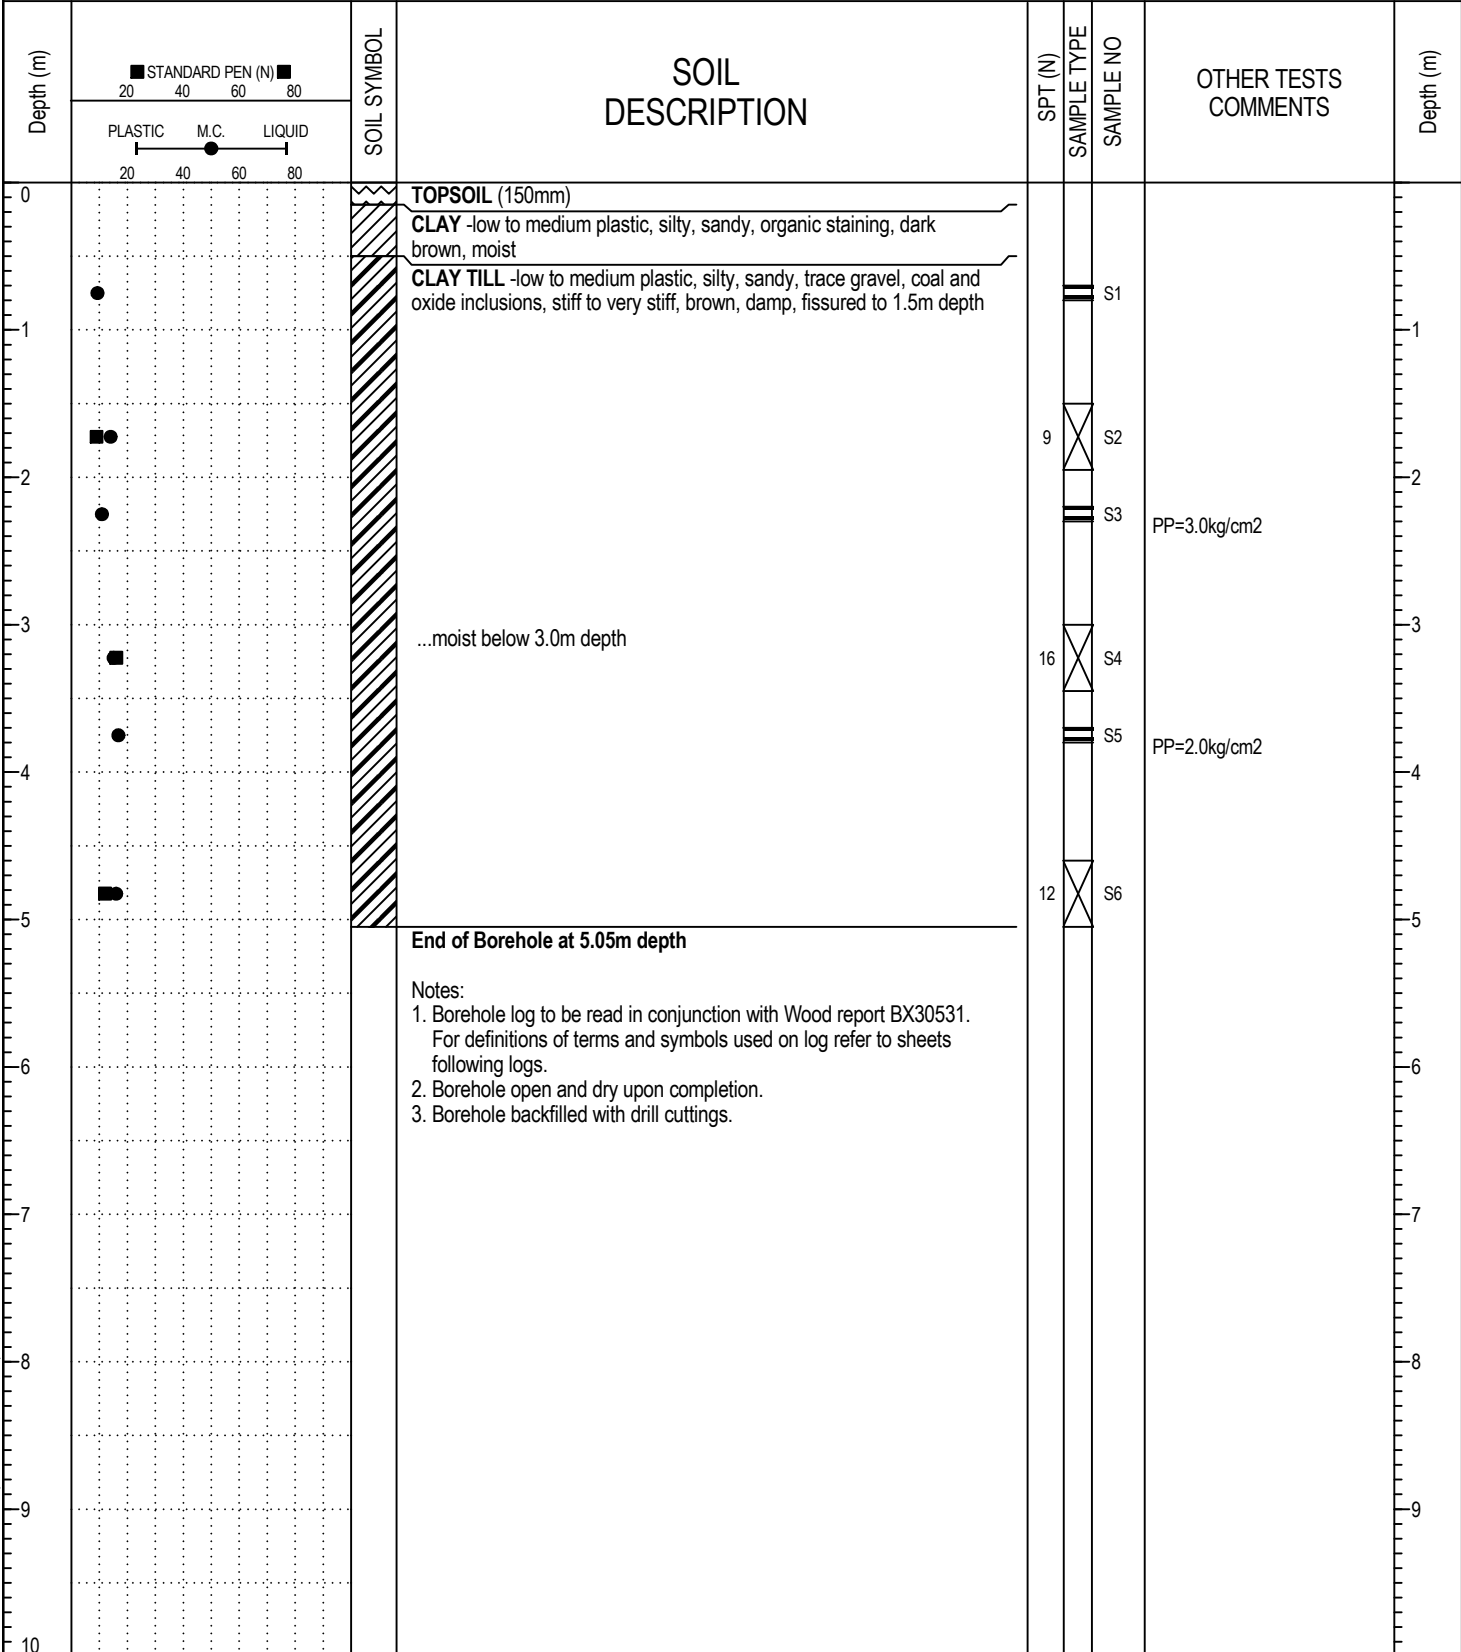 Depth (m)
STANDARD PEN (N)
20 40 60 80
PLASTIC M.C. LIQUID
20 40 60 80
SOIL SYMBOL
SOIL
DESCRIPTION
SPT (N)
SAMPLE TYPE
SAMPLE NO
OTHER TESTS
COMMENTS
Depth (m)
0
TOPSOIL (150mm)
CLAY -low to medium plastic, silty, sandy, organic staining, dark
brown, moist
CLAY TILL -low to medium plastic, silty, sandy, trace gravel, coal and
oxide inclusions, stiff to very stiff, brown, damp, fissured to 1.5m depth
S1
1 1
9 S2
2 2
S3
PP=3.0kg/cm2
3 3
...moist below 3.0m depth
16 S4
S5
PP=2.0kg/cm2
4 4
12 S6
5 5
End of Borehole at 5.05m depth
Notes:
1. Borehole log to be read in conjunction with Wood report BX30531.
For definitions of terms and symbols used on log refer to sheets
following logs.
6 6
2. Borehole open and dry upon completion.
3. Borehole backfilled with drill cuttings.
7 7
8 8
9 9
10